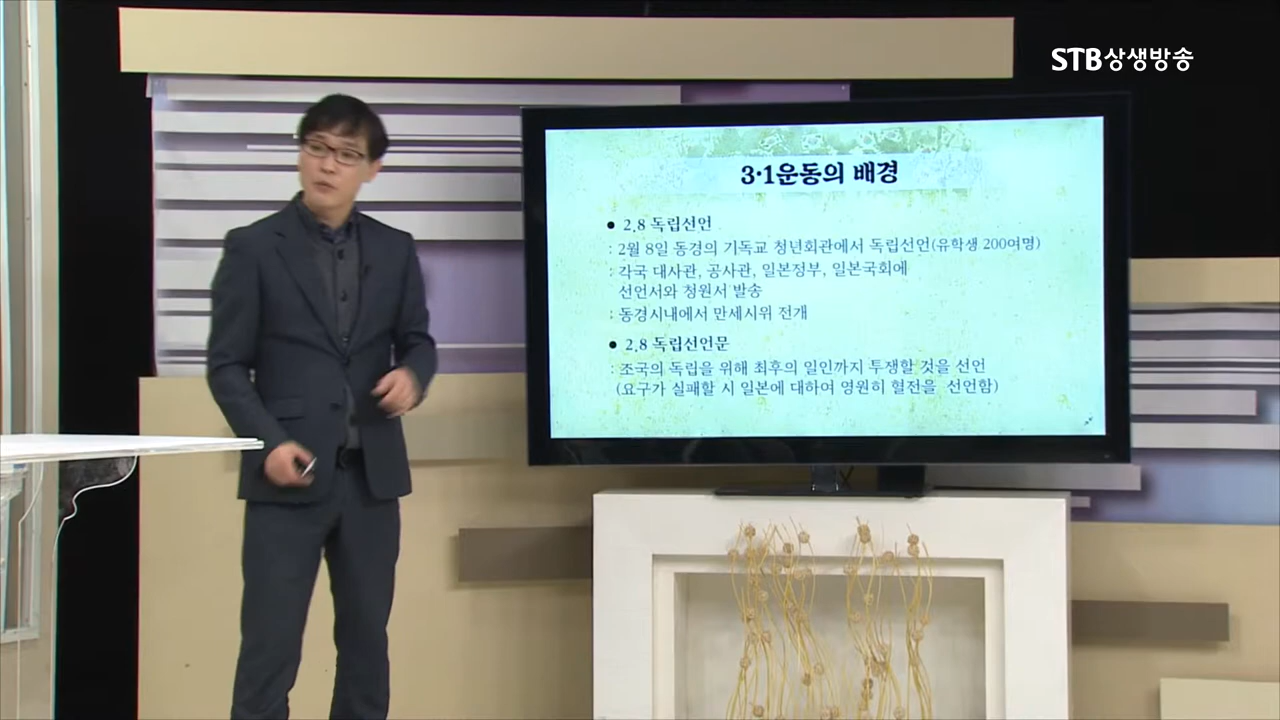 STB상생방송
3·1운동의 배경
● 2.8 독립선언
: 2월 8일 동경의 기독교 청년회관에서 독립선언(유학생 200여명)
: 각국 대사관, 공사관, 일본정부, 일본국회에
선언서와 청원서 발송
: 동경시내에서 만세시위 전개
● 2.8 독립선언문
: 조국의 독립을 위해 최후의 일인까지 투쟁할 것을 선언
(요구가 실패할 시 일본에 대하여 영원히 혈전을 선언함)